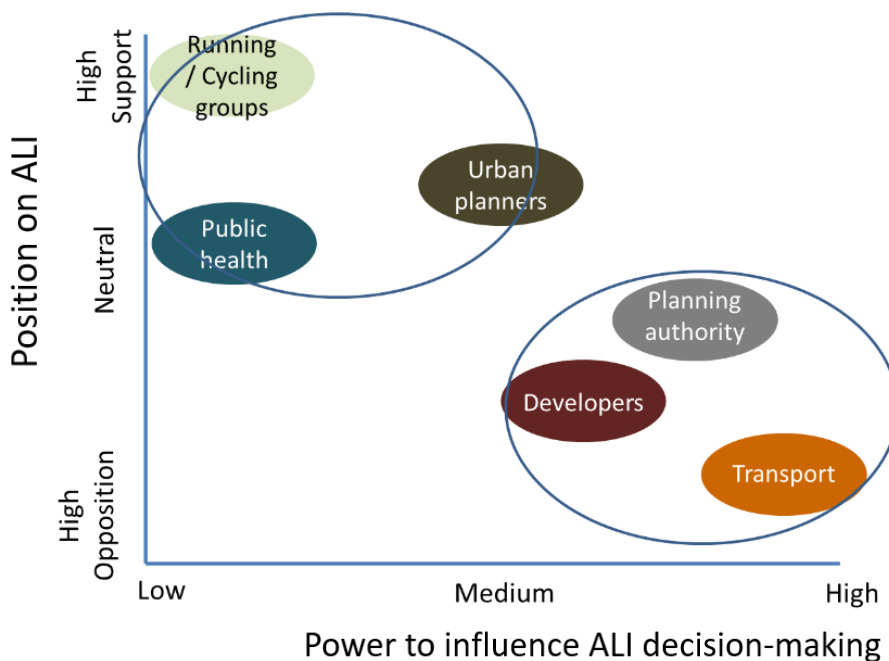 Position on ALI
High
Support
Neutral
High
Opposition
Running
/ Cycling
groups
Urban
planners
Public
health
Planning
authority
Developers
Transport
Low
Medium
High
Power to influence ALI decision-making